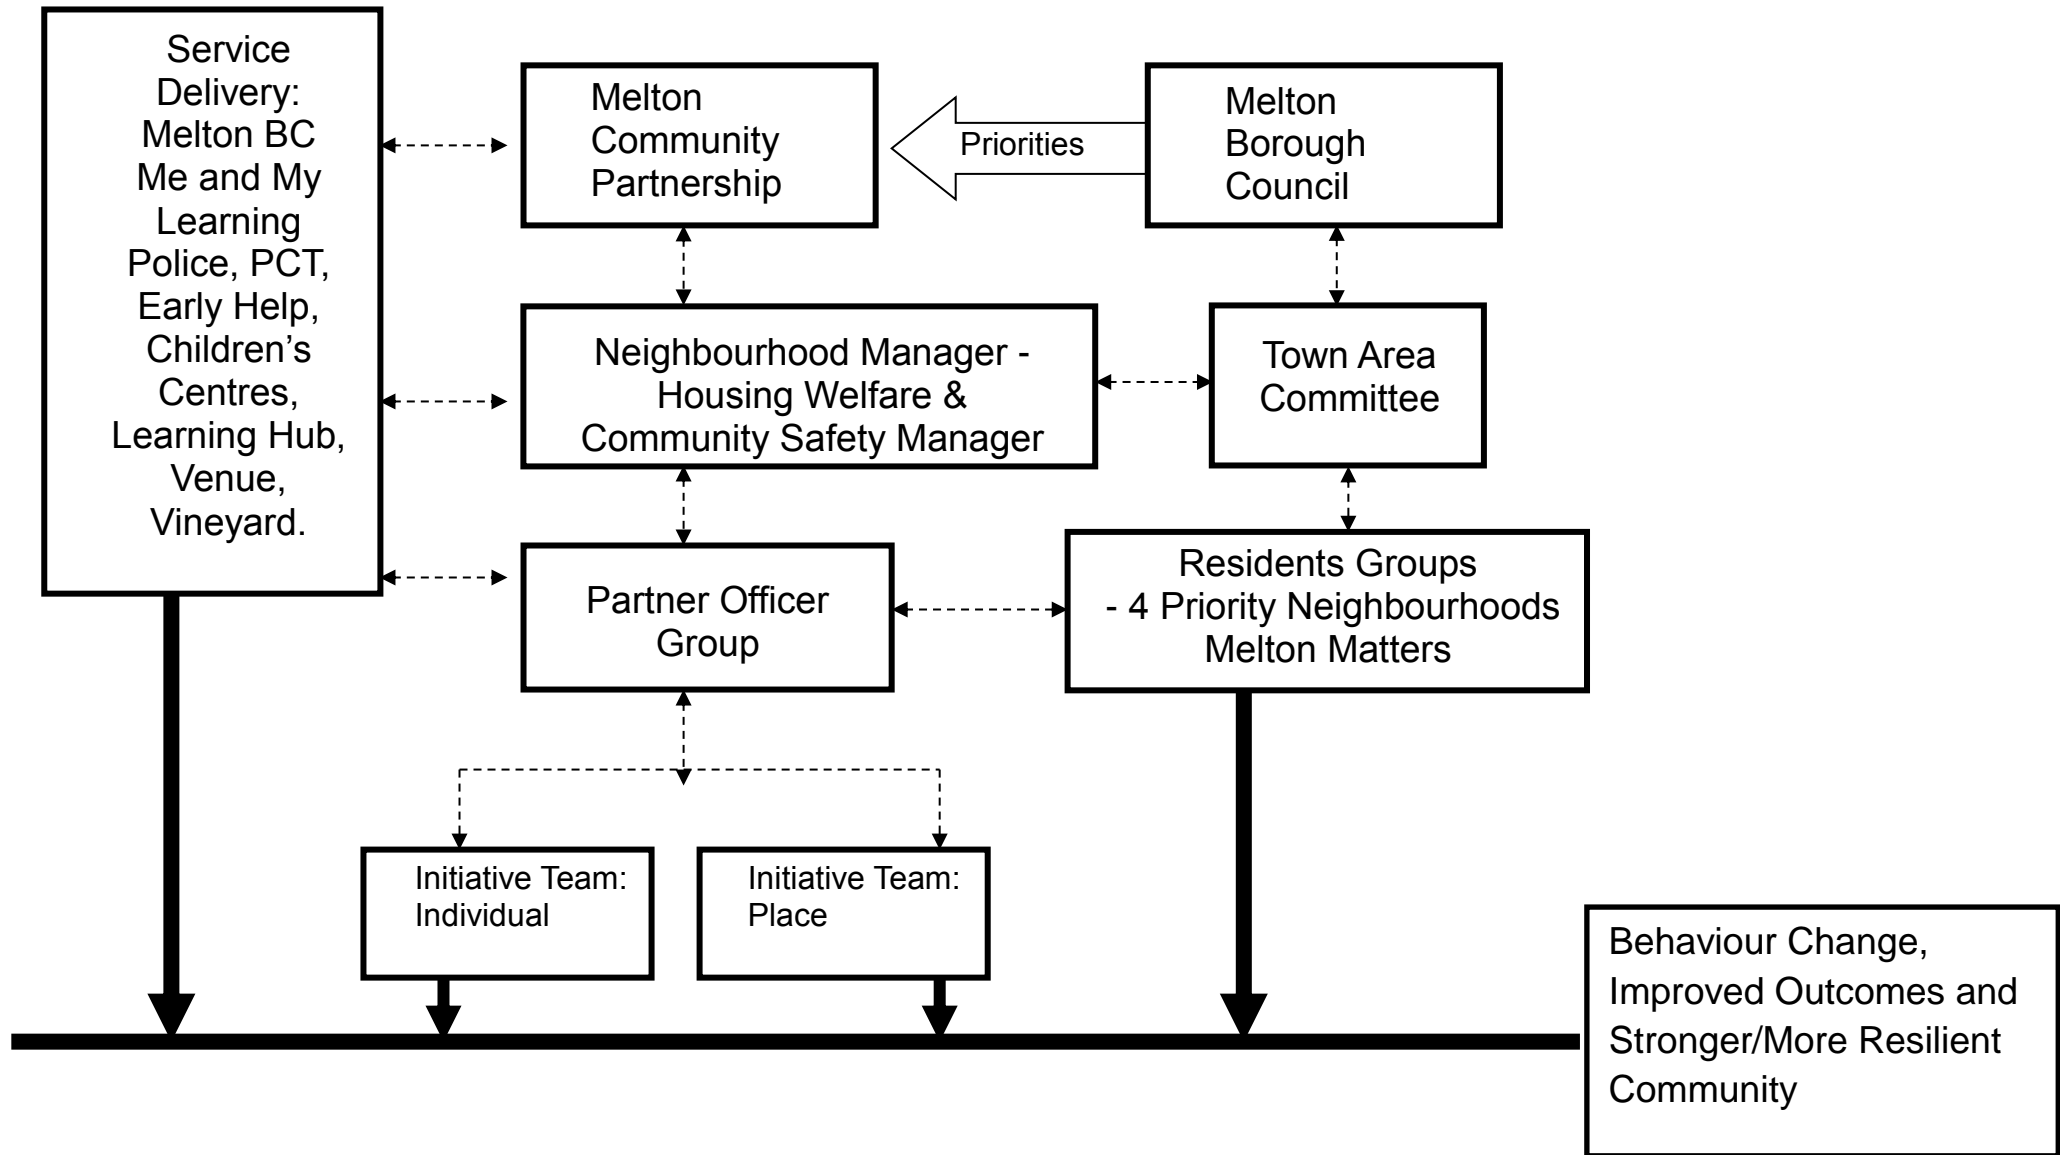 Service
Delivery:
Melton BC
Me and My
Learning
Police, PCT,
Early Help,
Children's
Centres,
Learning Hub,
Venue,
Vineyard.
Melton
Community
Partnership
Priorities
Melton
Borough
Council
Neighbourhood Manager -
Housing Welfare &
Community Safety Manager
Town Area
Committee
Partner Officer
Group
Residents Groups
- 4 Priority Neighbourhoods
Melton Matters
Initiative Team:
Individual
Initiative Team:
Place
Behaviour Change,
Improved Outcomes and
Stronger/More Resilient
Community